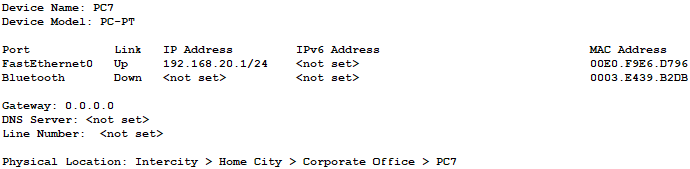 Device Name: PC7
Device Model: PC-PT
Port Link IP Address IPv6 Address MAC Address
FastEthernet0 Up 192.168.20.1/24 <not set> 00E0.F9E6.D796
Bluetooth Down <not set> <not set> 0003.E439.B2DB
Gateway: 0.0.0.0
DNS Server: <not set>
Line Number: <not set>
Physical Location: Intercity > Home City > Corporate Office > PC7